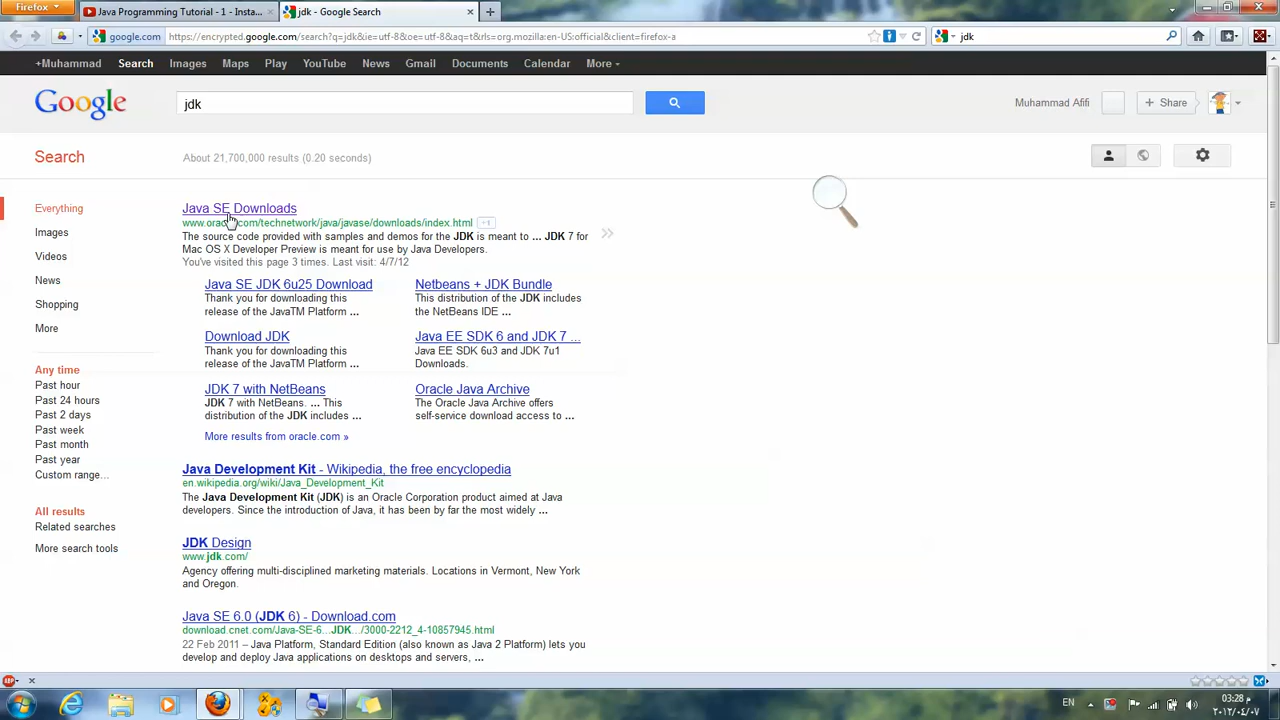 Firefox
Java Programming Tutorial - 1 - Insta...
jdk - Google Search
google.com
https://encrypted.google.com/search?q=jdk&ie=utf-8&oe=utf-8&aq=t&rls=org.mozilla:en-US:official&client=firefox-a
jdk
+Muhammad Search Images Maps Play YouTube News Gmail Documents Calendar More
Google
jdk
Muhammad Afifi
+ Share
Search
About 21,700,000 results (0.20 seconds)
Everything
Images
Videos
News
Shopping
More
Any time
Past hour
Past 24 hours
Past 2 days
Past week
Past month
Past year
Custom range...
All results
Related searches
More search tools
Java SE Downloads
www.oracle.com/technetwork/java/javase/downloads/index.html +1
The source code provided with samples and demos for the JDK is meant to ... JDK 7 for
Mac OS X Developer Preview is meant for use by Java Developers.
You've visited this page 3 times. Last visit: 4/7/12
Java SE JDK 6u25 Download
Thank you for downloading this
release of the JavaTM Platform ...
Netbeans + JDK Bundle
This distribution of the JDK includes
the NetBeans IDE ...
Download JDK
Thank you for downloading this
release of the JavaTM Platform ...
Java EE SDK 6 and JDK 7 ...
Java EE SDK 6u3 and JDK 7u1
Downloads.
JDK 7 with NetBeans
JDK 7 with NetBeans. ... This
distribution of the JDK includes ...
Oracle Java Archive
The Oracle Java Archive offers
self-service download access to ...
More results from oracle.com »
Java Development Kit - Wikipedia, the free encyclopedia
en.wikipedia.org/wiki/Java_Development_Kit
The Java Development Kit (JDK) is an Oracle Corporation product aimed at Java
developers. Since the introduction of Java, it has been by far the most widely ...
JDK Design
www.jdk.com/
Agency offering multi-disciplined marketing materials. Locations in Vermont, New York
and Oregon.
Java SE 6.0 (JDK 6) - Download.com
download.cnet.com/Java-SE-6...JDK.../3000-2212_4-10857945.html
22 Feb 2011 – Java Platform, Standard Edition (also known as Java 2 Platform) lets you
develop and deploy Java applications on desktops and servers, ...
ABP
EN
03:28 م
٢٠١٢/٠٤/٠٧